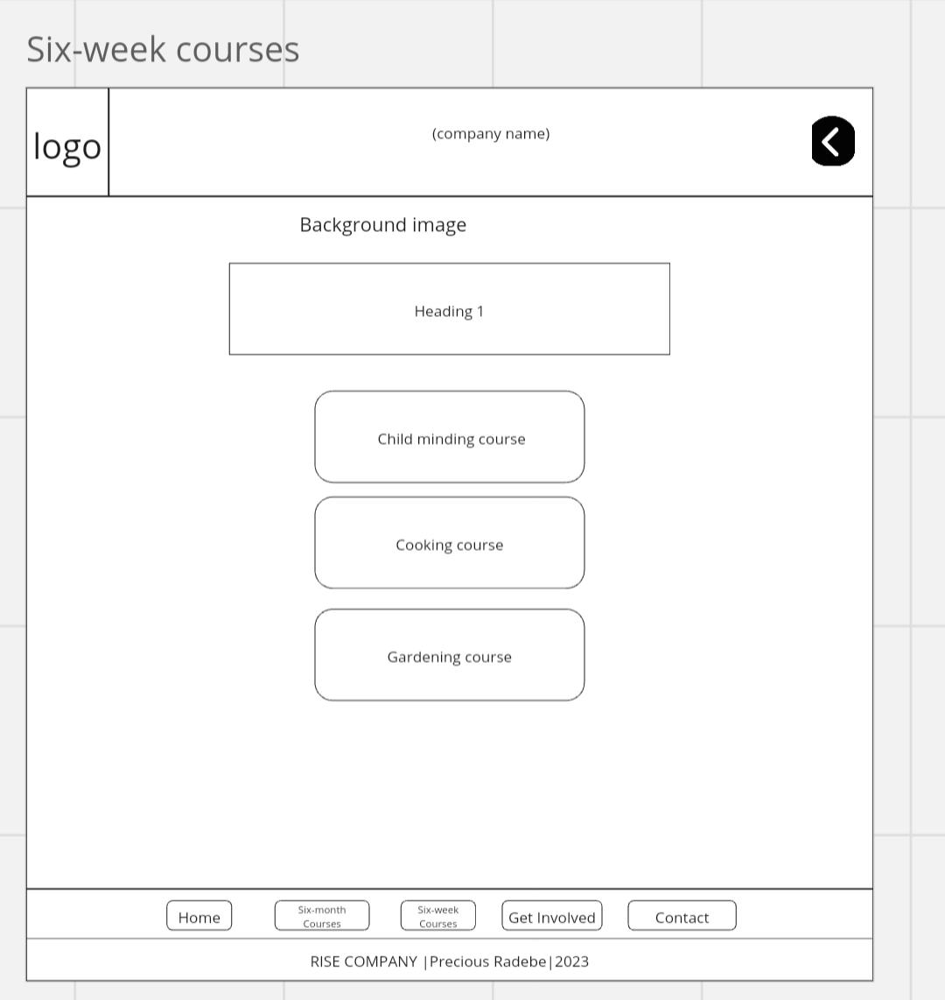 Six-week courses
logo
(company name)
Background image
Heading 1
Child minding course
Cooking course
Gardening course
Home
Six-month
Courses
Six-week
Courses
Get Involved
Contact
RISE COMPANY |Precious Radebe|2023